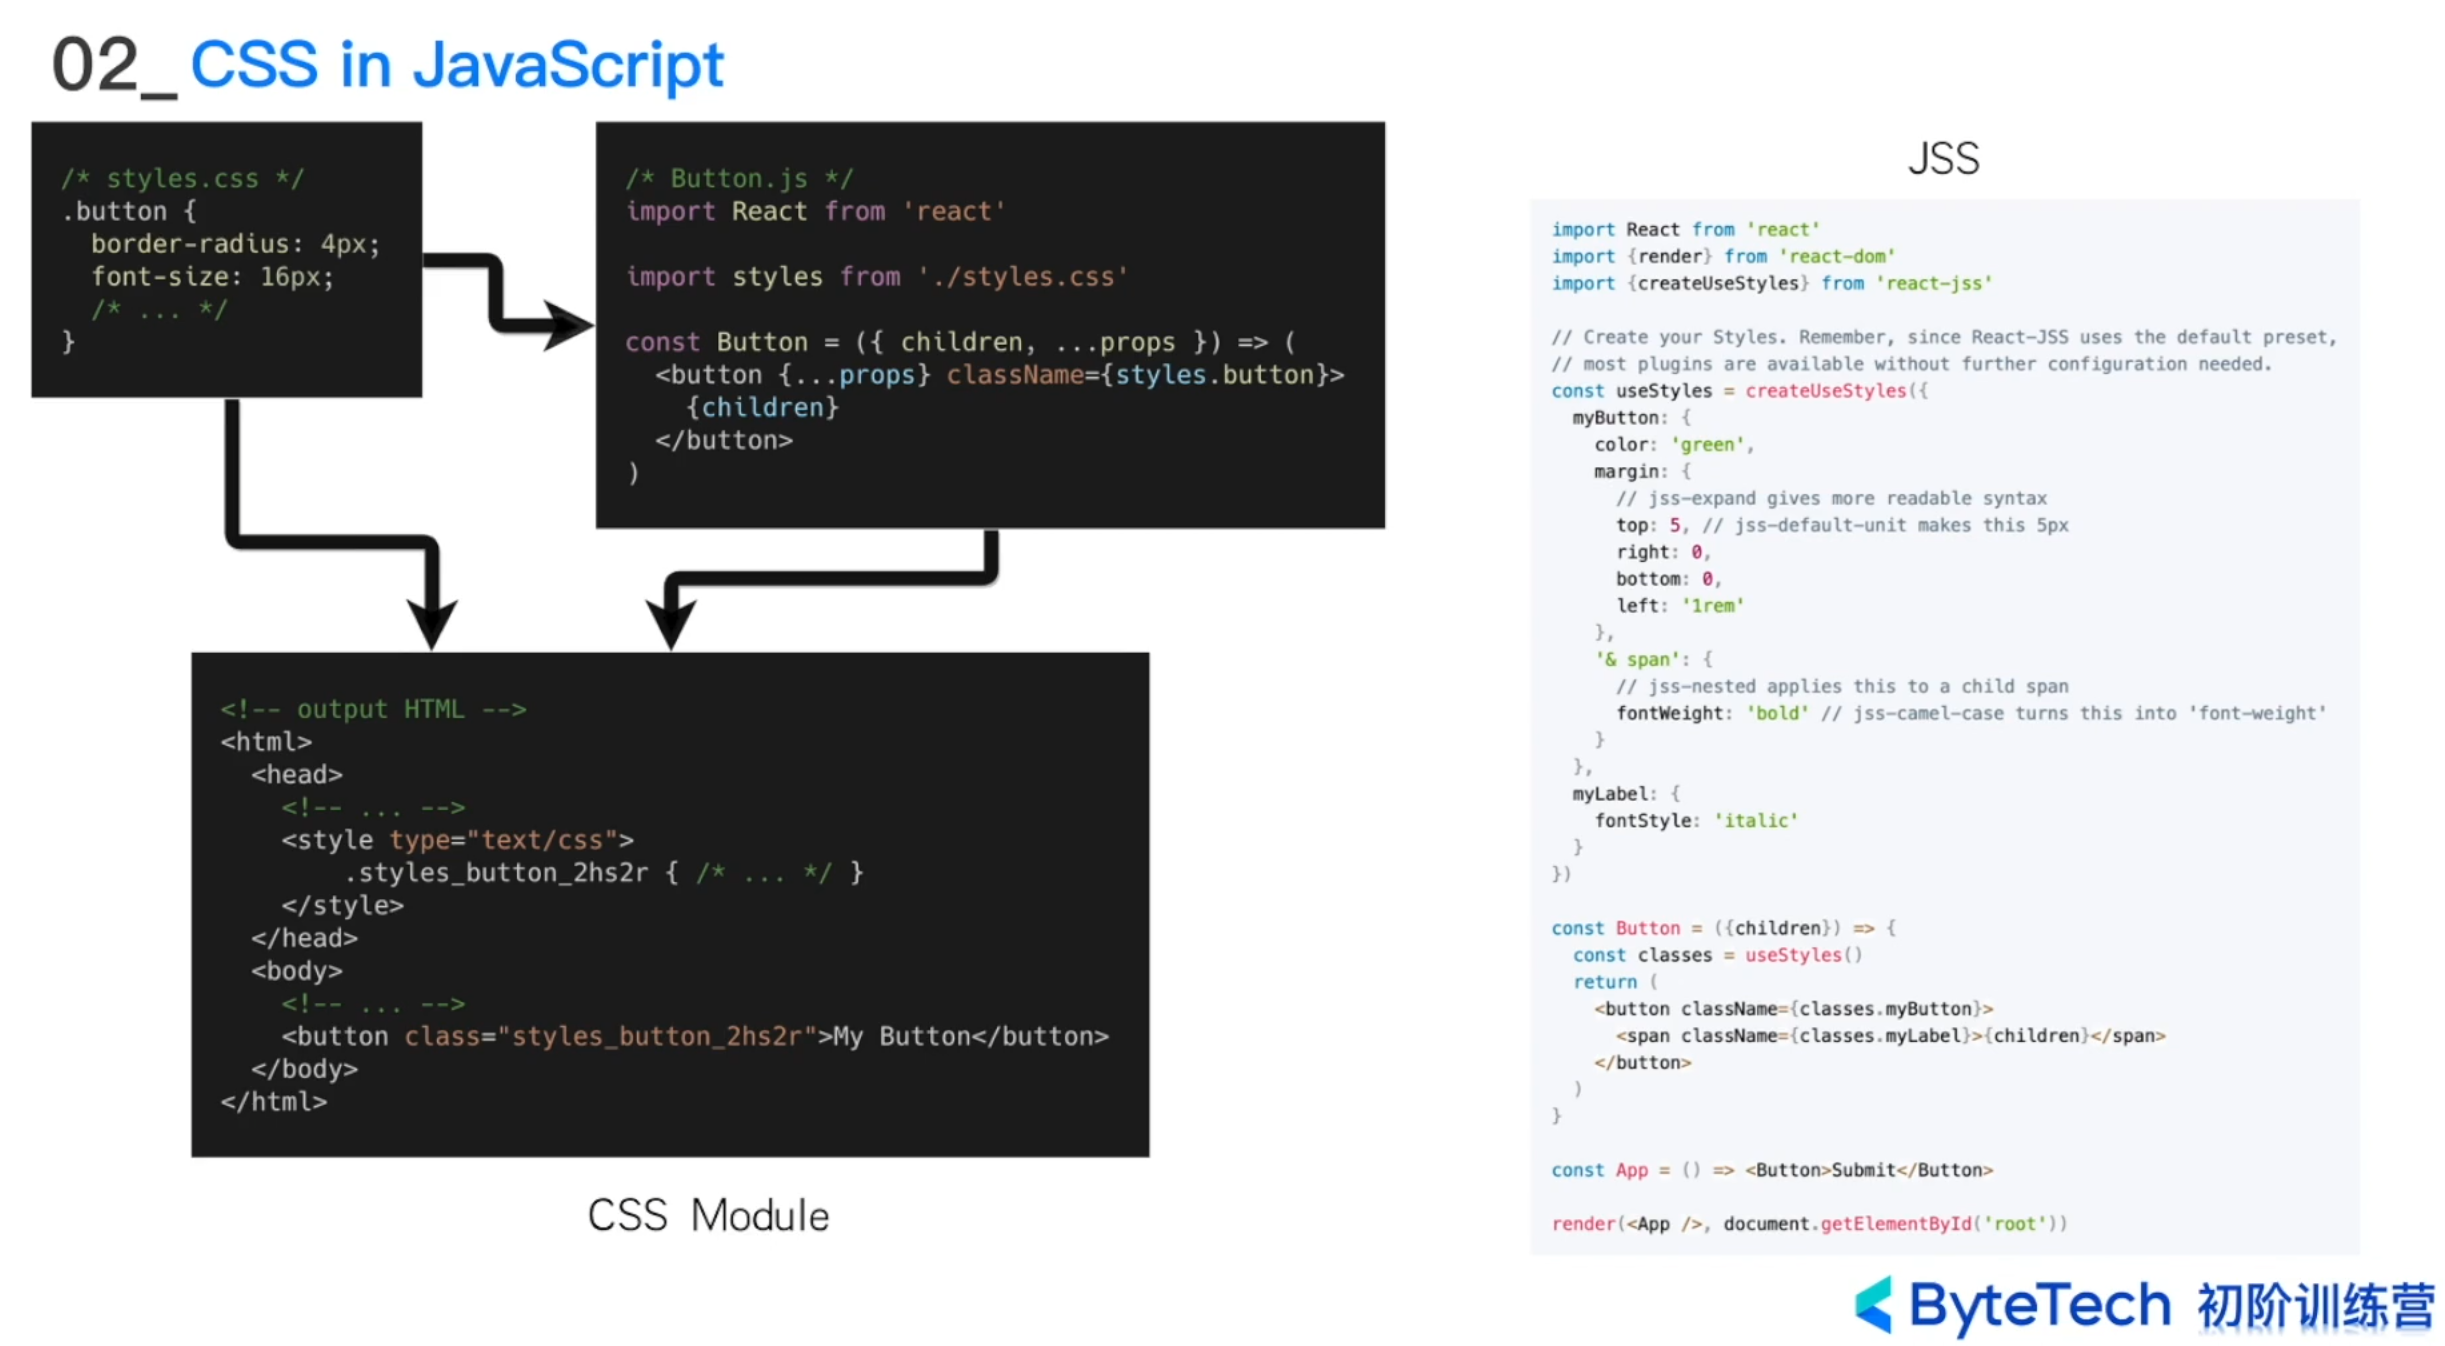 02_ CSS in JavaScript
/* styles.css */
.button {
  border-radius: 4px;
  font-size: 16px;
  /* ... */
}
/* Button.js */
import React from 'react'
import styles from './styles.css'
const Button = ({ children, ...props }) => (
  <button {...props} className={styles.button}>
    {children}
  </button>
)
<!-- output HTML -->
<html>
  <head>
    <!-- ... -->
    <style type="text/css">
        .styles_button_2hs2r { /* ... */ }
    </style>
  </head>
  <body>
    <!-- ... -->
    <button class="styles_button_2hs2r">My Button</button>
  </body>
</html>
CSS Module
JSS
import React from 'react'
import {render} from 'react-dom'
import {createUseStyles} from 'react-jss'
// Create your Styles. Remember, since React-JSS uses the default preset,
// most plugins are available without further configuration needed.
const useStyles = createUseStyles({
  myButton: {
    color: 'green',
    margin: {
      // jss-expand gives more readable syntax
      top: 5, // jss-default-unit makes this 5px
      right: 0,
      bottom: 0,
      left: '1rem'
    },
    '& span': {
      // jss-nested applies this to a child span
      fontWeight: 'bold' // jss-camel-case turns this into 'font-weight'
    }
  },
  myLabel: {
    fontStyle: 'italic'
  }
})
const Button = ({children}) => {
  const classes = useStyles()
  return (
    <button className={classes.myButton}>
      <span className={classes.myLabel}>{children}</span>
    </button>
  )
}
const App = () => <Button>Submit</Button>
render(<App />, document.getElementById('root'))
ByteTech 初阶训练营